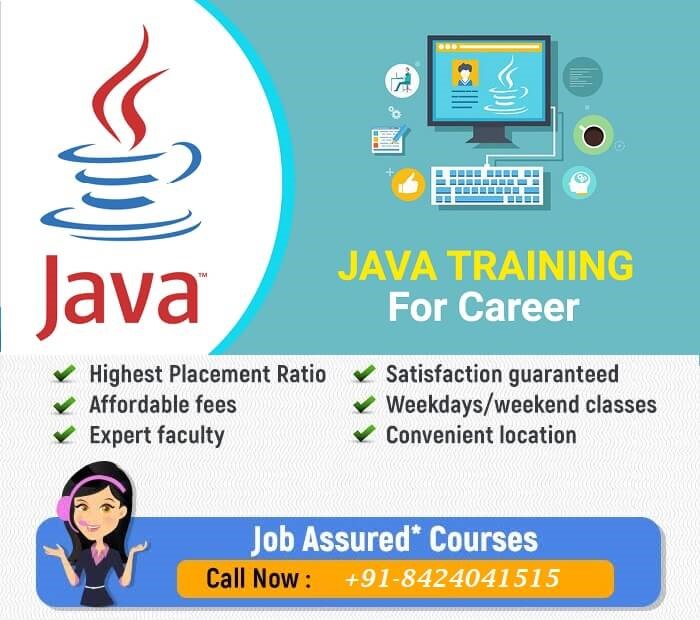 Java™
JAVA TRAINING
For Career
Highest Placement Ratio
Affordable fees
Expert faculty
Satisfaction guaranteed
Weekdays/weekend classes
Convenient location
Job Assured* Courses
Call Now : +91-8424041515